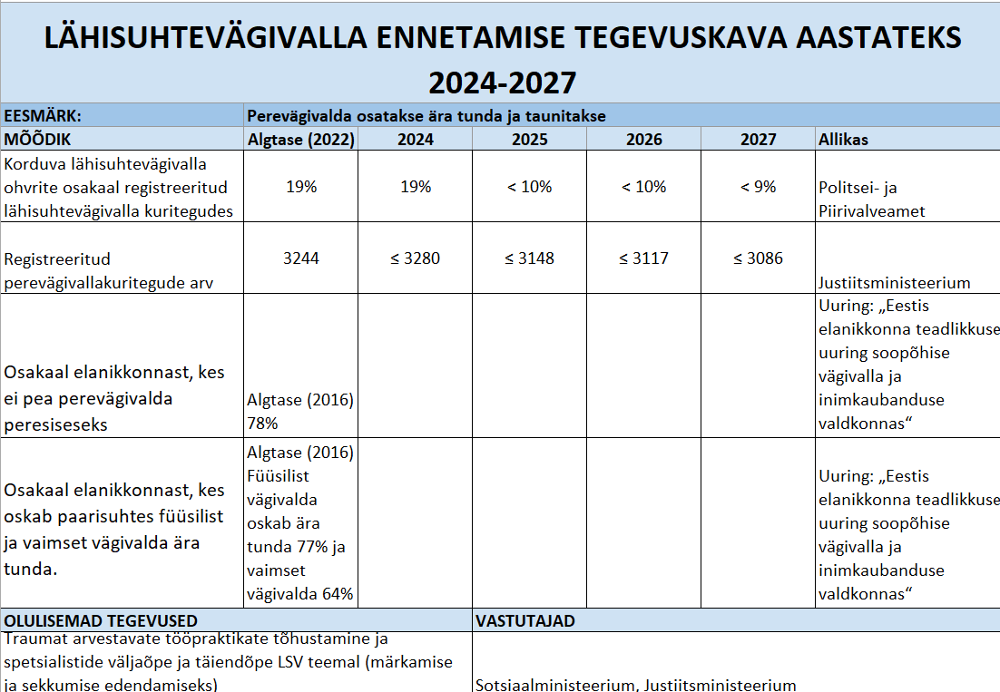 LÄHISUHTEVÄGIVALLA ENNETAMISE TEGEVUSKAVA AASTATEKS
2024-2027
EESMÄRK: Perevägivalda osatakse ära tunda ja taunitakse
MÕÕDIK Algtase (2022) 2024 2025 2026 2027 Allikas
Korduva lähisuhtevägivalla
ohvrite osakaal registreeritud
lähisuhtevägivalla kuritegudes
19% 19% < 10% < 10% < 9%
Politsei- ja
Piirivalveamet
Registreeritud
perevägivallakuritegude arv
3244 ≤ 3280 ≤ 3148 ≤ 3117 ≤ 3086
Justiitsministeerium
Osakaal elanikkonnast, kes
ei pea perevägivalda
peresiseseks
Algtase (2016)
78%
Uuring: „Eestis
elanikkonna teadlikkuse
uuring soopõhise
vägivalla ja
inimkaubanduse
valdkonnas“
Osakaal elanikkonnast, kes
oskab paarisuhtes füüsilist
ja vaimset vägivalda ära
tunda.
Algtase (2016)
Füüsilist
vägivalda
oskab ära
tunda 77% ja
vaimset
vägivalda 64%
Uuring: „Eestis
elanikkonna teadlikkuse
uuring soopõhise
vägivalla ja
inimkaubanduse
valdkonnas“
OLULISEMAD TEGEVUSED VASTUTAJAD
Traumat arvestavate tööpraktikate tõhustamine ja
spetsialistide väljaõpe ja täiendõpe LSV teemal (märkamise
ja sekkumise edendamiseks)
Sotsiaalministeerium, Justiitsministeerium